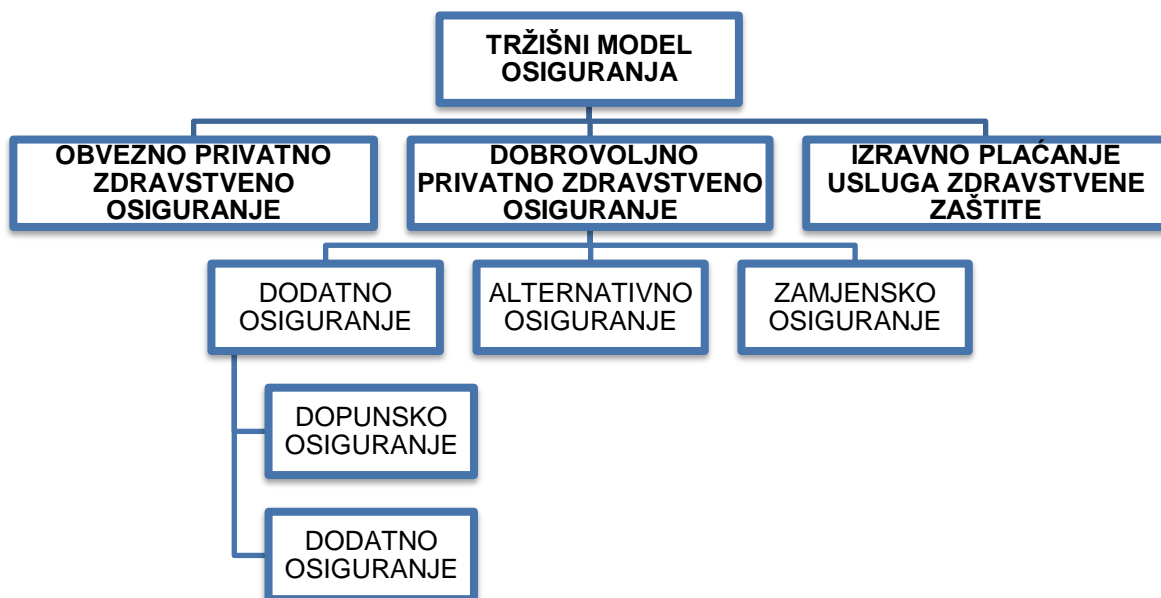 TRŽIŠNI MODEL
OSIGURANJA
OBVEZNO PRIVATNO
ZDRAVSTVENO
OSIGURANJE
DOBROVOLJNO
PRIVATNO ZDRAVSTVENO
OSIGURANJE
IZRAVNO PLAĆANJE
USLUGA ZDRAVSTVENE
ZAŠTITE
DODATNO
OSIGURANJE
ALTERNATIVNO
OSIGURANJE
ZAMJENSKO
OSIGURANJE
DOPUNSKO
OSIGURANJE
DODATNO
OSIGURANJE